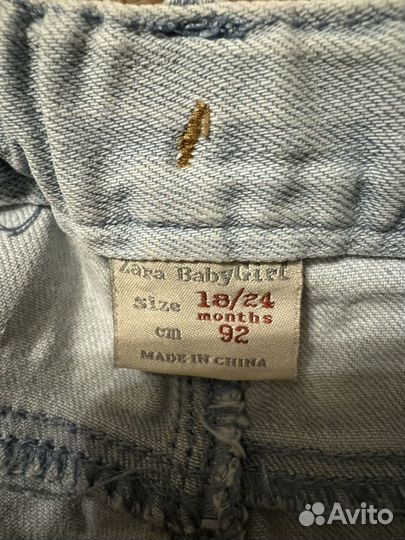 Zara BabyGirl
Size 18/24
months
cm 92
MADE IN CHINA
Avito